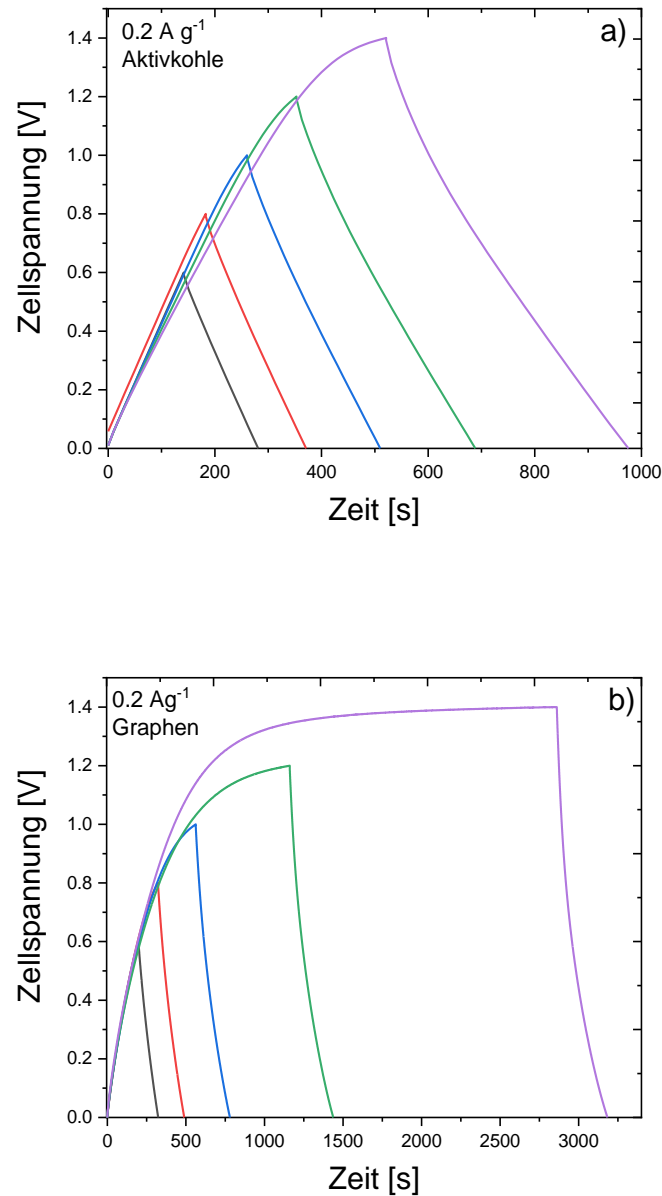 0.2 A g⁻¹
Aktivkohle
a)
1.4
1.2
1.0
0.8
0.6
0.4
0.2
0.0
Zellspannung [V]
0 200 400 600 800 1000
Zeit [s]
0.2 Ag⁻¹
Graphen
b)
1.4
1.2
1.0
0.8
0.6
0.4
0.2
0.0
Zellspannung [V]
0 500 1000 1500 2000 2500 3000
Zeit [s]